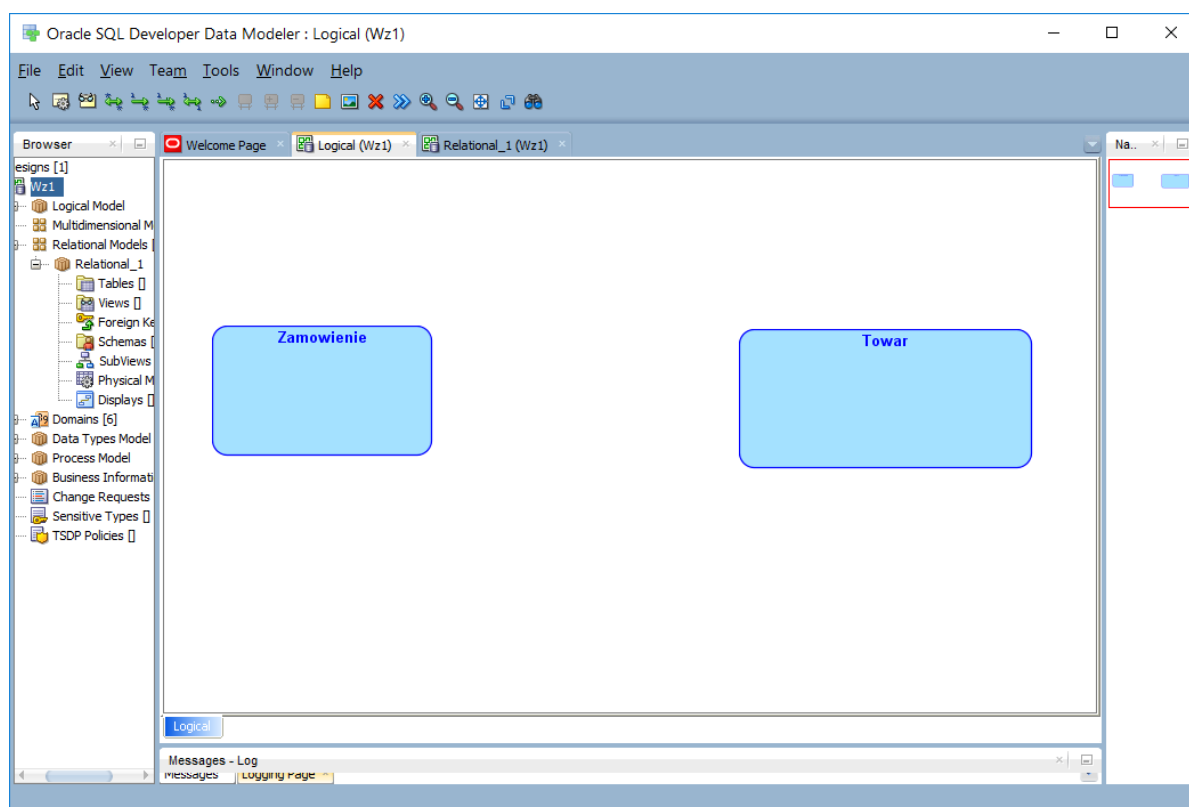 Oracle SQL Developer Data Modeler : Logical (Wz1)
File Edit View Team Tools Window Help
Browser
Welcome Page
Logical (Wz1)
Relational_1 (Wz1)
Na..
esigns [1]
Wz1
Logical Model
Multidimensional M
Relational Models [
Relational_1
Tables []
Views []
Foreign Ke
Schemas [
SubViews
Physical M
Displays []
Domains [6]
Data Types Model
Process Model
Business Informati
Change Requests
Sensitive Types []
TSDP Policies []
Zamowienie
Towar
Logical
Messages - Log
Messages
Logging Page